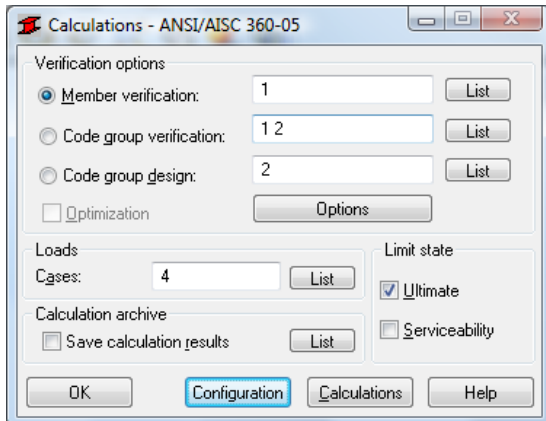 Calculations - ANSI/AISC 360-05
Verification options
Member verification: 1 List
Code group verification: 1 2 List
Code group design: 2 List
Optimization Options
Loads
Cases: 4 List
Calculation archive
Save calculation results List
Limit state
Ultimate
Serviceability
OK Configuration Calculations Help